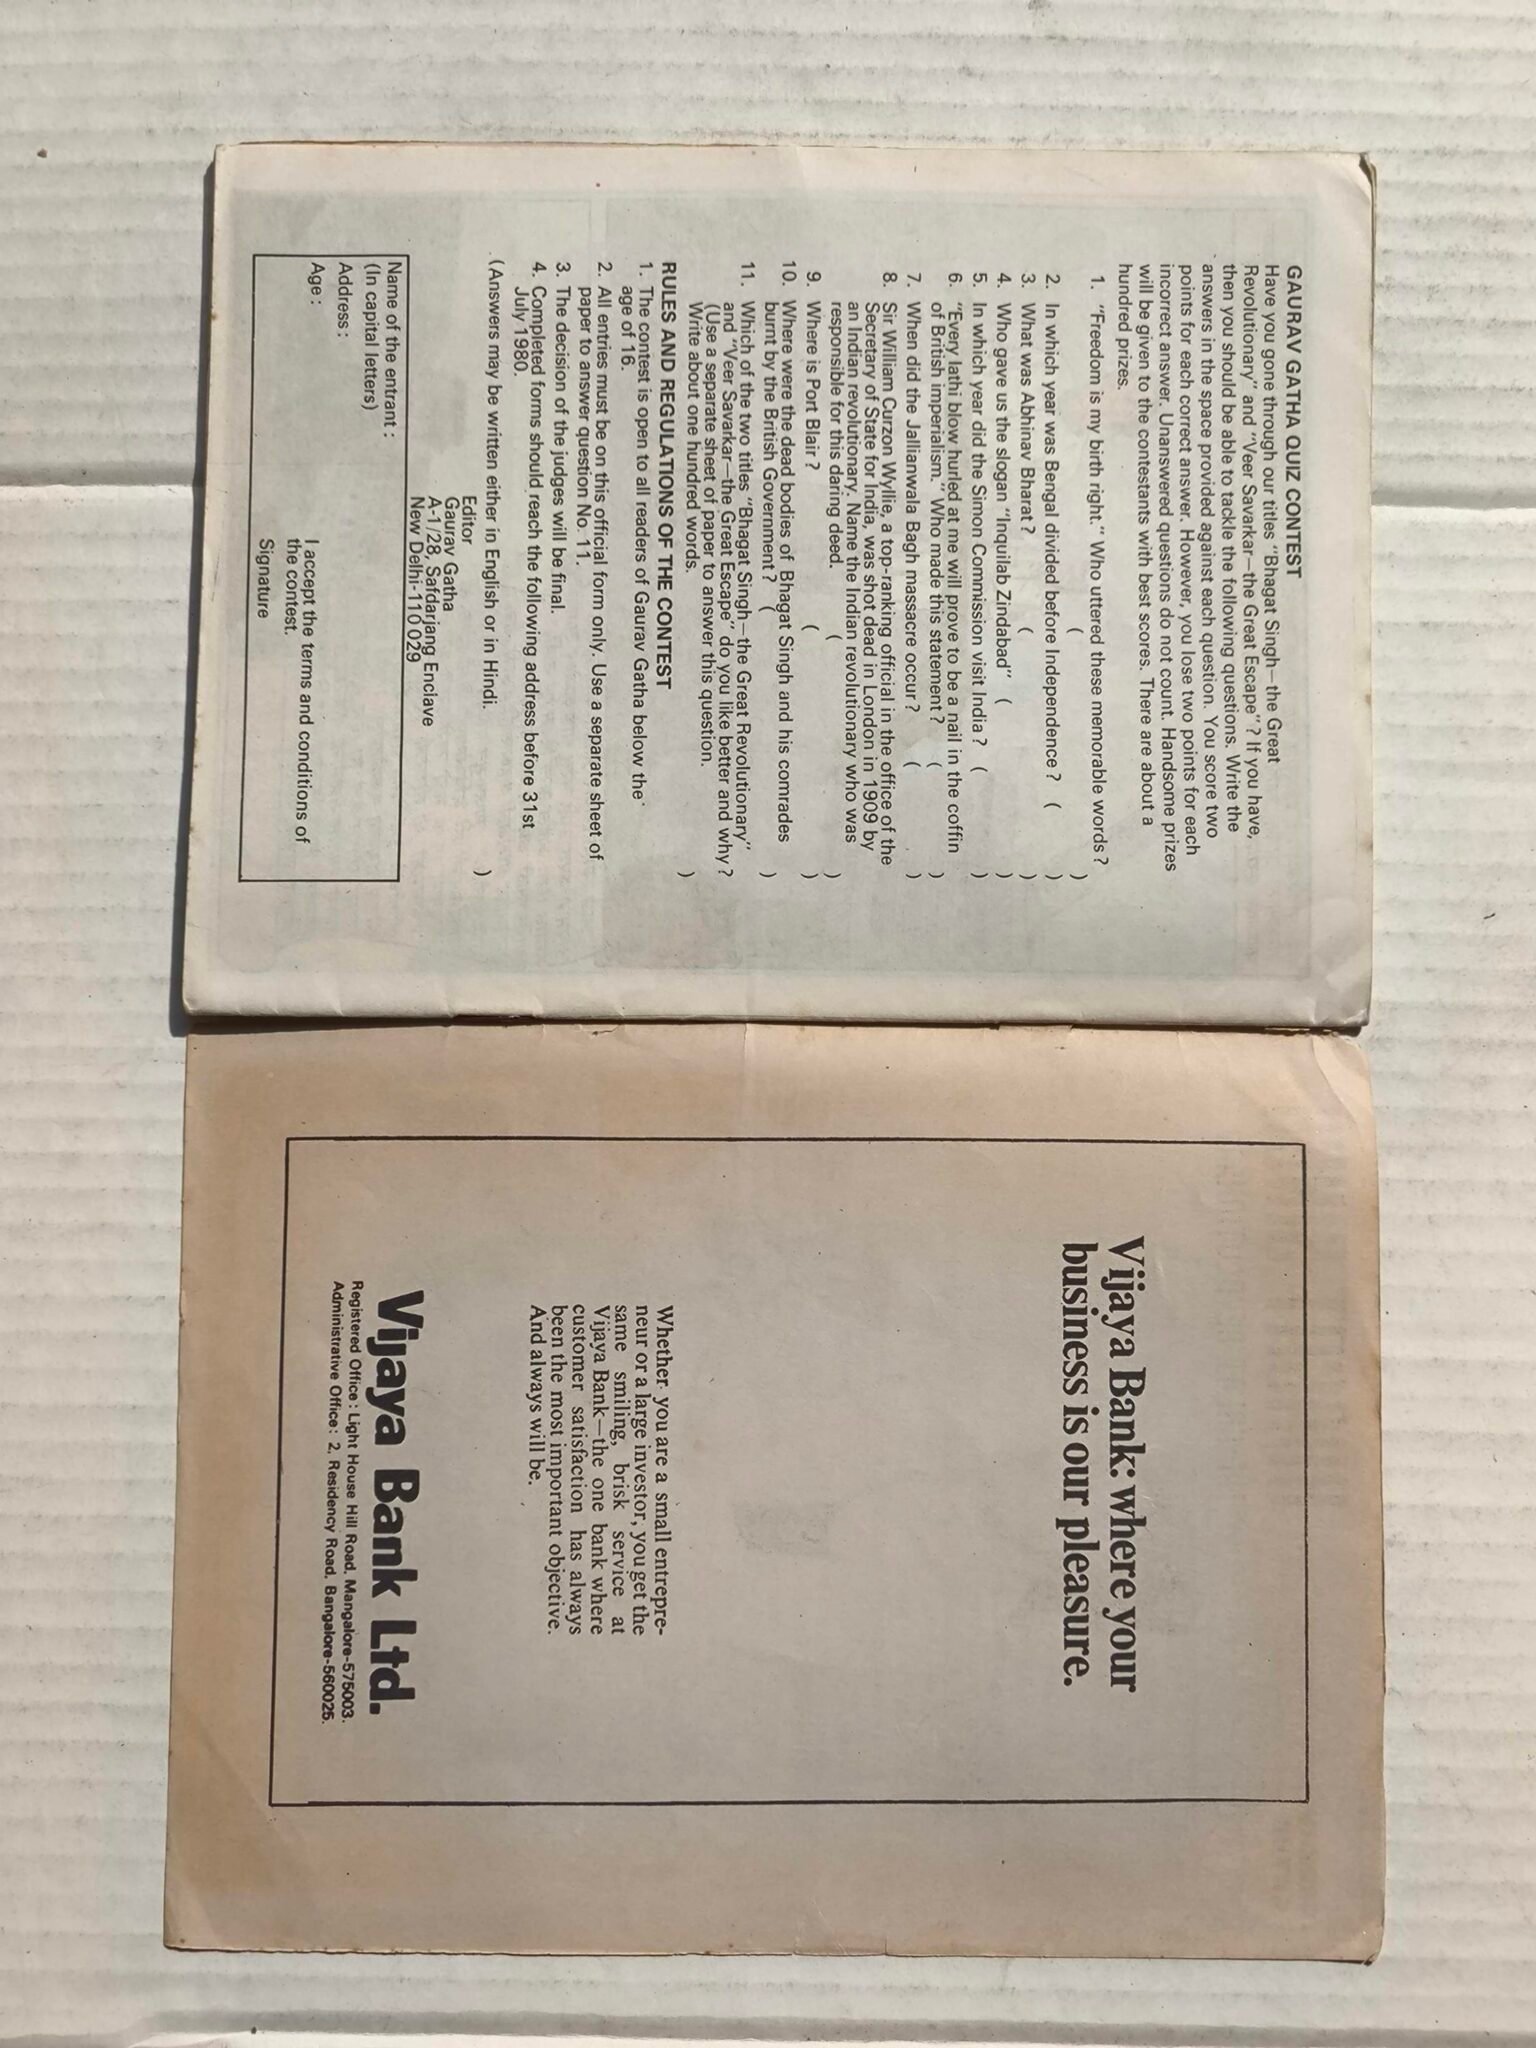 GAURAV GATHA QUIZ CONTEST
Have you gone through our titles "Bhagat Singh—the Great
Revolutionary" and "Veer Savarkar—the Great Escape"? If you have,
then you should be able to tackle the following questions. Write the
answers in the space provided against each question. You score two
points for each correct answer. However, you lose two points for each
incorrect answer. Unanswered questions do not count. Handsome prizes
will be given to the contestants with best scores. There are about a
hundred prizes.
1. "Freedom is my birth right." Who uttered these memorable words?
( )
2. In which year was Bengal divided before Independence? ( )
3. What was Abhinav Bharat? ( )
4. Who gave us the slogan "Inquilab Zindabad" ( )
5. In which year did the Simon Commission visit India? ( )
6. "Every lathi blow hurled at me will prove to be a nail in the coffin
of British imperialism." Who made this statement? ( )
7. When did the Jallianwala Bagh massacre occur? ( )
8. Sir William Curzon Wyllie, a top-ranking official in the office of the
Secretary of State for India, was shot dead in London in 1909 by
an Indian revolutionary. Name the Indian revolutionary who was
responsible for this daring deed. ( )
9. Where is Port Blair? ( )
10. Where were the dead bodies of Bhagat Singh and his comrades
burnt by the British Government? ( )
11. Which of the two titles "Bhagat Singh—the Great Revolutionary"
and "Veer Savarkar—the Great Escape" do you like better and why?
(Use a separate sheet of paper to answer this question.
Write about one hundred words. )
RULES AND REGULATIONS OF THE CONTEST
1. The contest is open to all readers of Gaurav Gatha below the
age of 16.
2. All entries must be on this official form only. Use a separate sheet of
paper to answer question No. 11.
3. The decision of the judges will be final.
4. Completed forms should reach the following address before 31st
July 1980.
(Answers may be written either in English or in Hindi. )
Editor
Gaurav Gatha
A-1/28, Safdarjang Enclave
New Delhi-110 029
Name of the entrant :
(In capital letters)
Address :
Age :
I accept the terms and conditions of
the contest.
Signature
Vijaya Bank: where your
business is our pleasure.
Whether you are a small entrepre-
neur or a large investor, you get the
same smiling, brisk service at
Vijaya Bank—the one bank where
customer satisfaction has always
been the most important objective.
And always will be.
Vijaya Bank Ltd.
Registered Office : Light House Hill Road, Mangalore-575003.
Administrative Office: 2, Residency Road, Bangalore-560025.